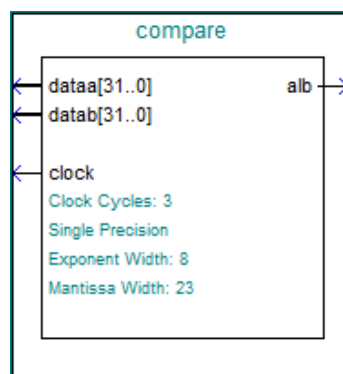 compare
dataa[31..0]
alb
datab[31..0]
clock
Clock Cycles: 3
Single Precision
Exponent Width: 8
Mantissa Width: 23